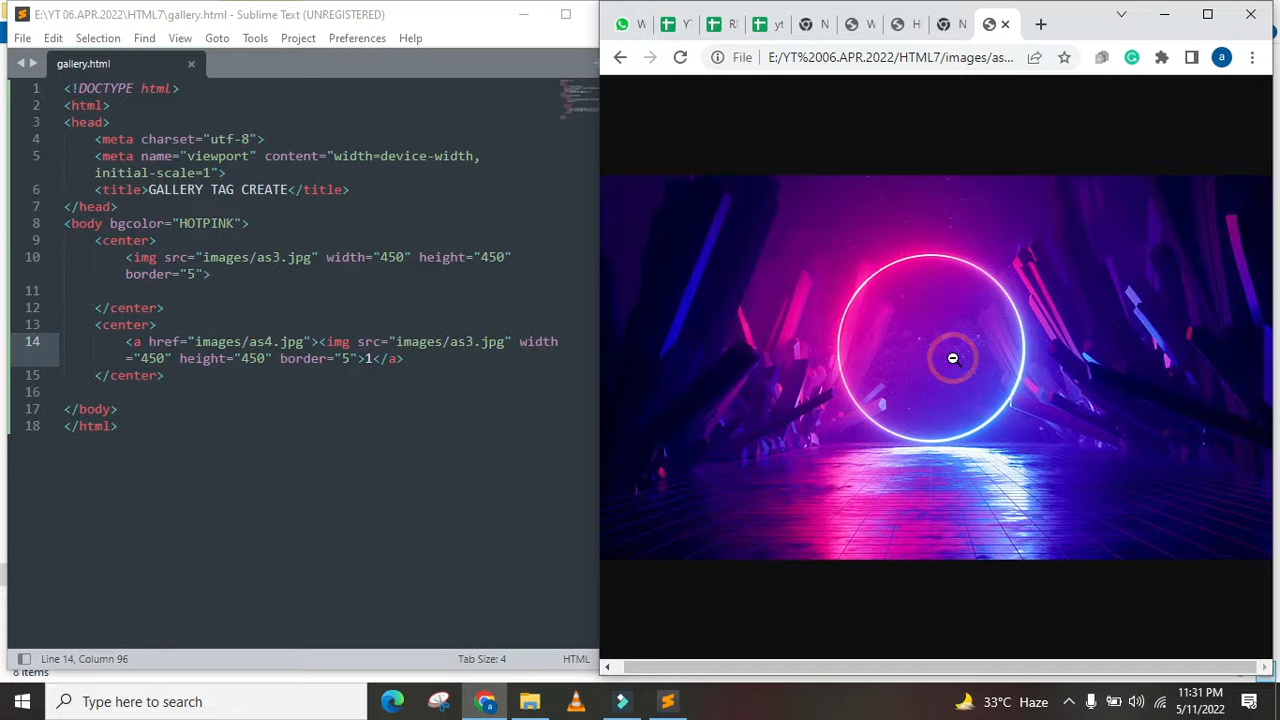 E:\YT 06.APR.2022\HTML7\gallery.html - Sublime Text (UNREGISTERED)
File Edit Selection Find View Goto Tools Project Preferences Help
gallery.html
1 <!DOCTYPE html>
2 <html>
3 <head>
4 <meta charset="utf-8">
5 <meta name="viewport" content="width=device-width,
initial-scale=1">
6 <title>GALLERY TAG CREATE</title>
7 </head>
8 <body bgcolor="HOTPINK">
9 <center>
10 <img src="images/as3.jpg" width="450" height="450"
border="5">
11
12 </center>
13 <center>
14 <a href="images/as4.jpg"><img src="images/as3.jpg" width
="450" height="450" border="5">1</a>
15 </center>
16
17 </body>
18 </html>
Line 14, Column 96 Tab Size: 4 HTML
8 items
W Y RI yt N W H N
File E:/YT%2006.APR.2022/HTML7/images/as... a
Type here to search
33°C Haze
11:31 PM
5/11/2022